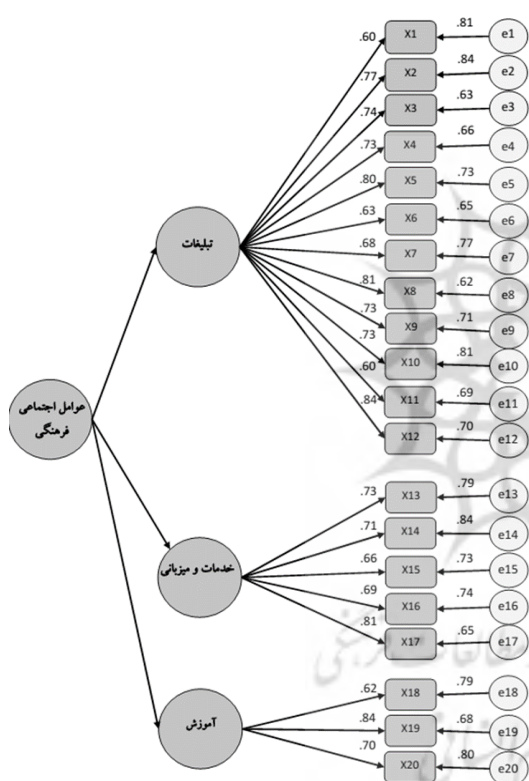 .60 X1 .81 e1
.77 X2 .84 e2
.74 X3 .63 e3
.73 X4 .66 e4
.80 X5 .73 e5
.63 X6 .65 e6
تبلیغات
.68 X7 .77 e7
.81 X8 .62 e8
.73 X9 .71 e9
.73 X10 .81 e10
.60 X11 .69 e11
.84 X12 .70 e12
عوامل اجتماعی
فرهنگی
.73 X13 .79 e13
.71 X14 .84 e14
خدمات و میزبانی
.66 X15 .73 e15
.69 X16 .74 e16
.81 X17 .65 e17
.62 X18 .79 e18
آموزش
.84 X19 .68 e19
.70 X20 .80 e20